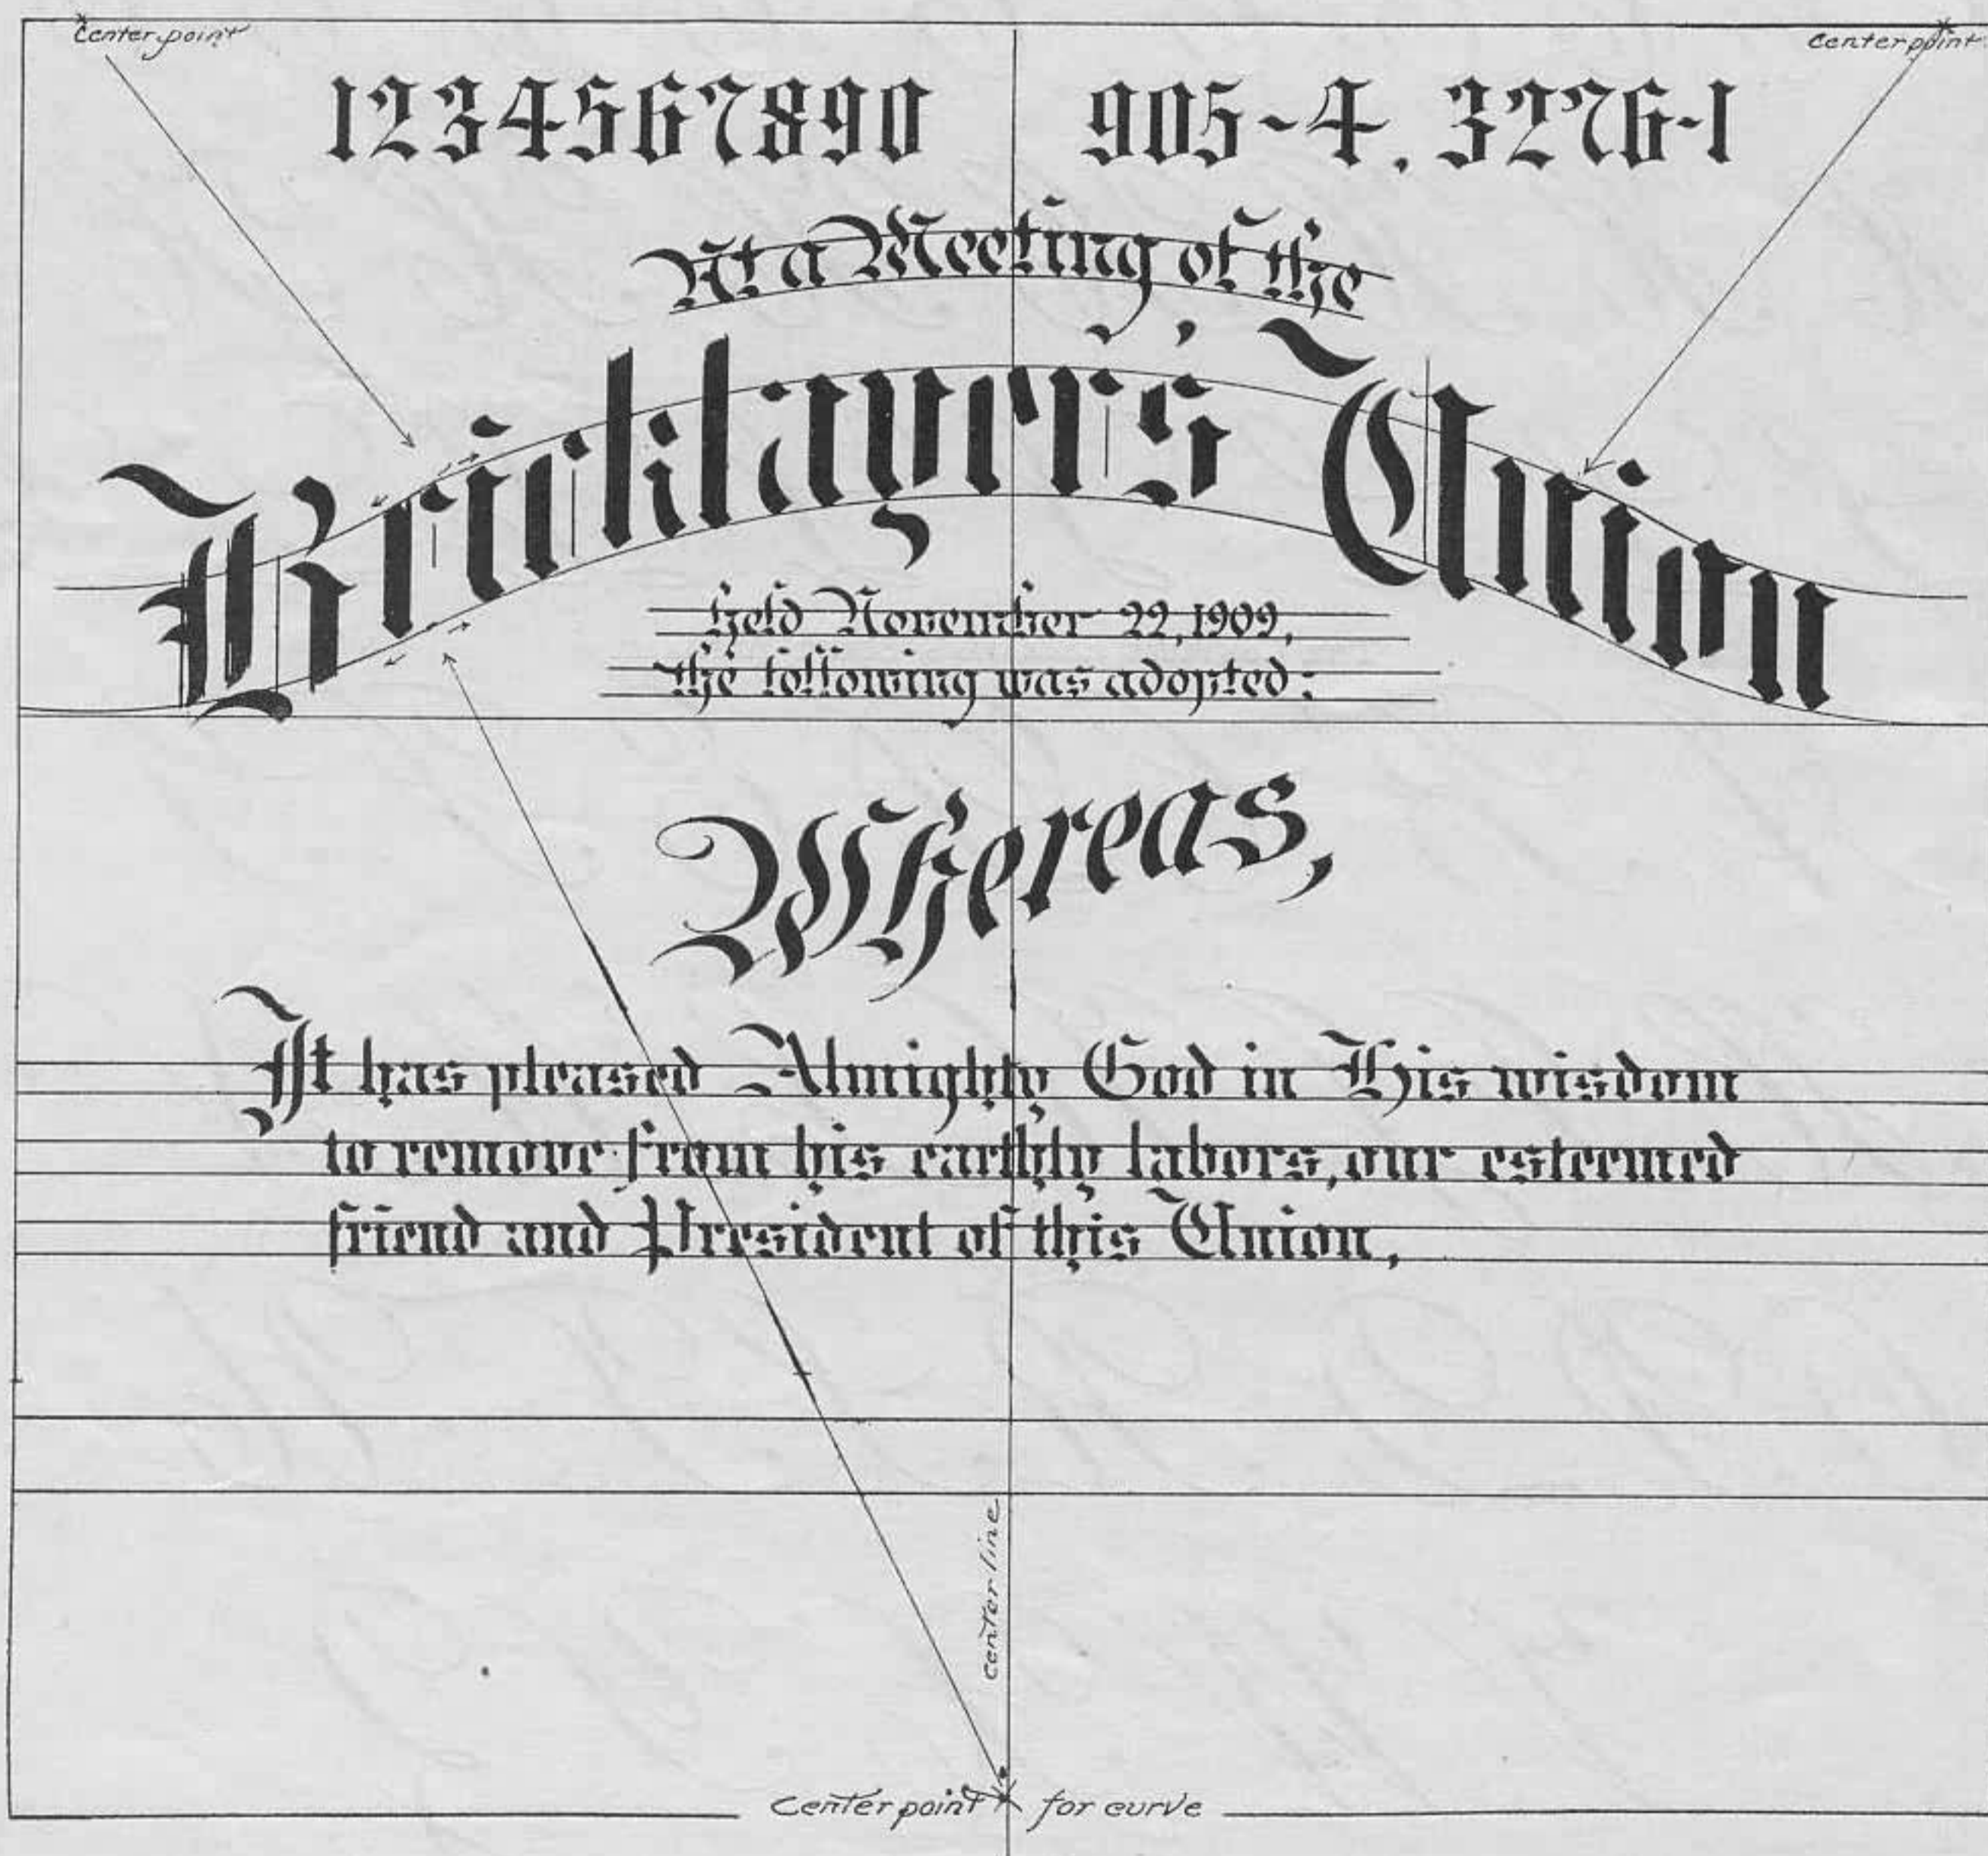 Center point
Center point
1234567890 905-4.3276-1
At a Meeting of the
Bricklayer's Union
held November 22, 1909,
the following was adopted:
Whereas,
It has pleased Almighty God in His wisdom
to remove from his earthly labors, our esteemed
friend and President of this Union,
center line
Center point for curve